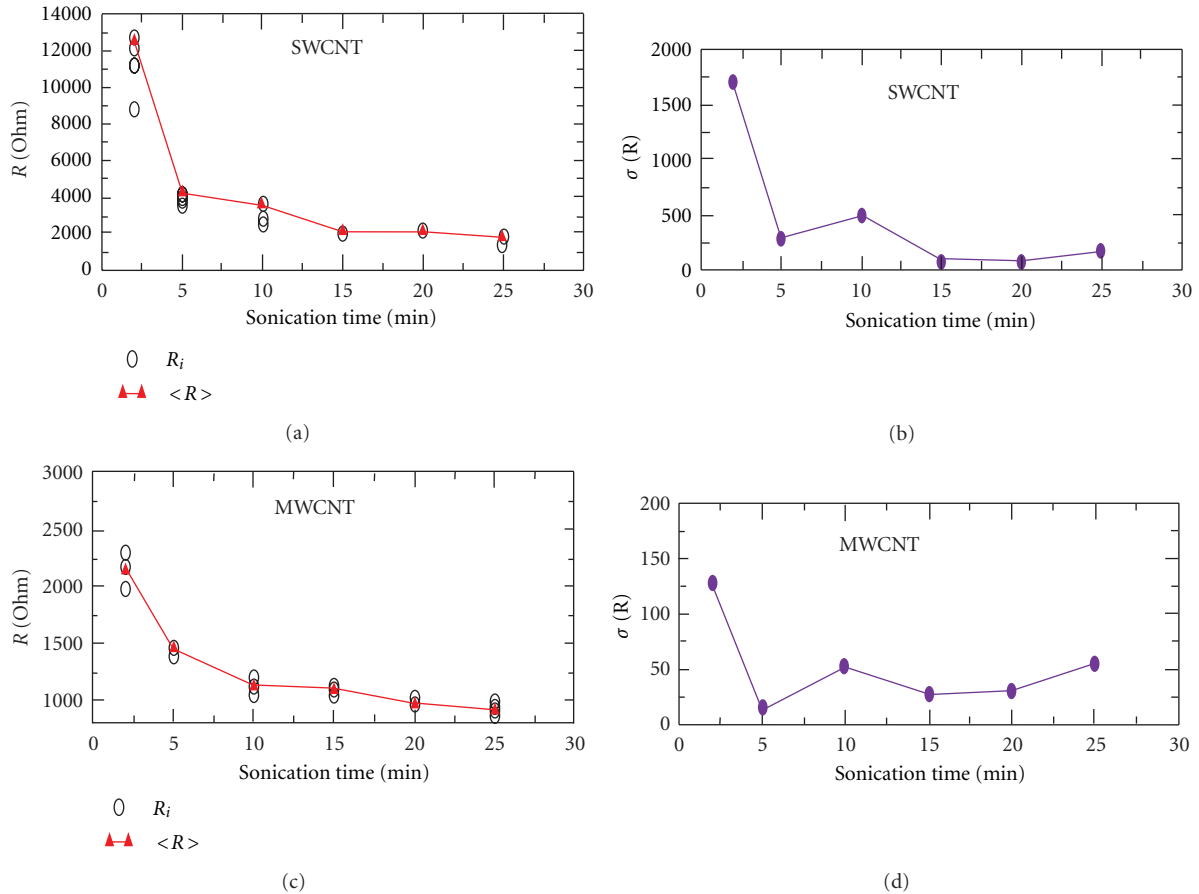 14000
12000
10000
8000
6000
4000
2000
0
R (Ohm)
SWCNT
0 5 10 15 20 25 30
Sonication time (min)
R_i
<R>
(a)
2000
1500
1000
500
0
σ (R)
SWCNT
0 5 10 15 20 25 30
Sonication time (min)
(b)
3000
2500
2000
1500
1000
R (Ohm)
MWCNT
0 5 10 15 20 25 30
Sonication time (min)
R_i
<R>
(c)
200
150
100
50
0
σ (R)
MWCNT
0 5 10 15 20 25 30
Sonication time (min)
(d)